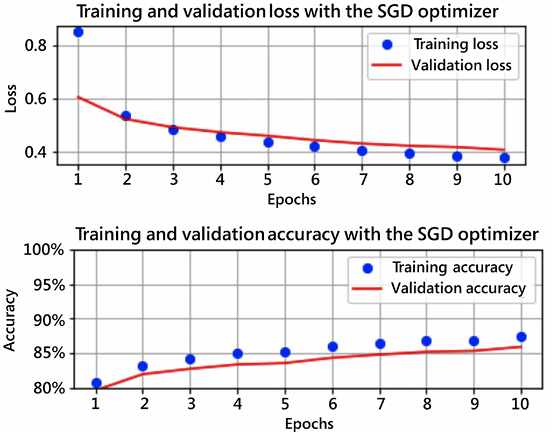 Training and validation loss with the SGD optimizer
0.8
0.6
0.4
Loss
Training loss
Validation loss
1 2 3 4 5 6 7 8 9 10
Epochs
Training and validation accuracy with the SGD optimizer
100%
95%
90%
85%
80%
Accuracy
Training accuracy
Validation accuracy
1 2 3 4 5 6 7 8 9 10
Epochs